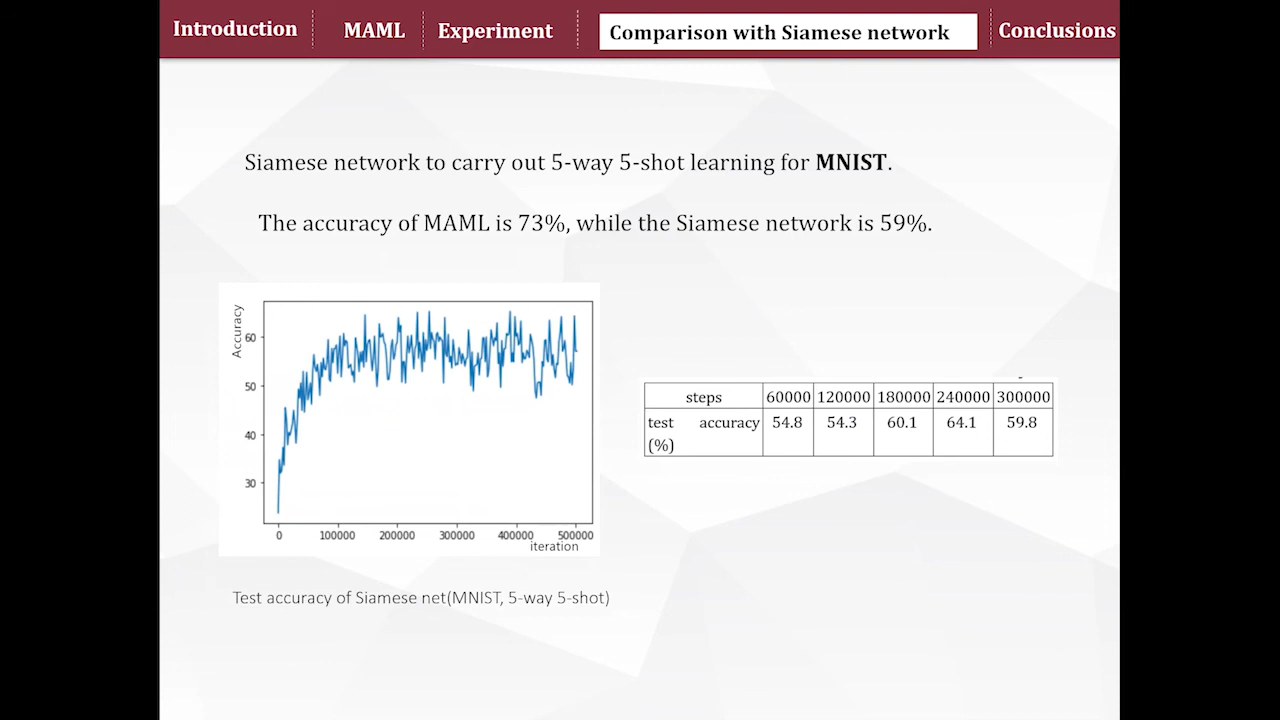 Introduction MAML Experiment Comparison with Siamese network Conclusions
Siamese network to carry out 5-way 5-shot learning for MNIST.
The accuracy of MAML is 73%, while the Siamese network is 59%.
Accuracy
60
50
40
30
0 100000 200000 300000 400000 500000
iteration
steps 60000 120000 180000 240000 300000
test accuracy 54.8 54.3 60.1 64.1 59.8
(%)
Test accuracy of Siamese net(MNIST, 5-way 5-shot)